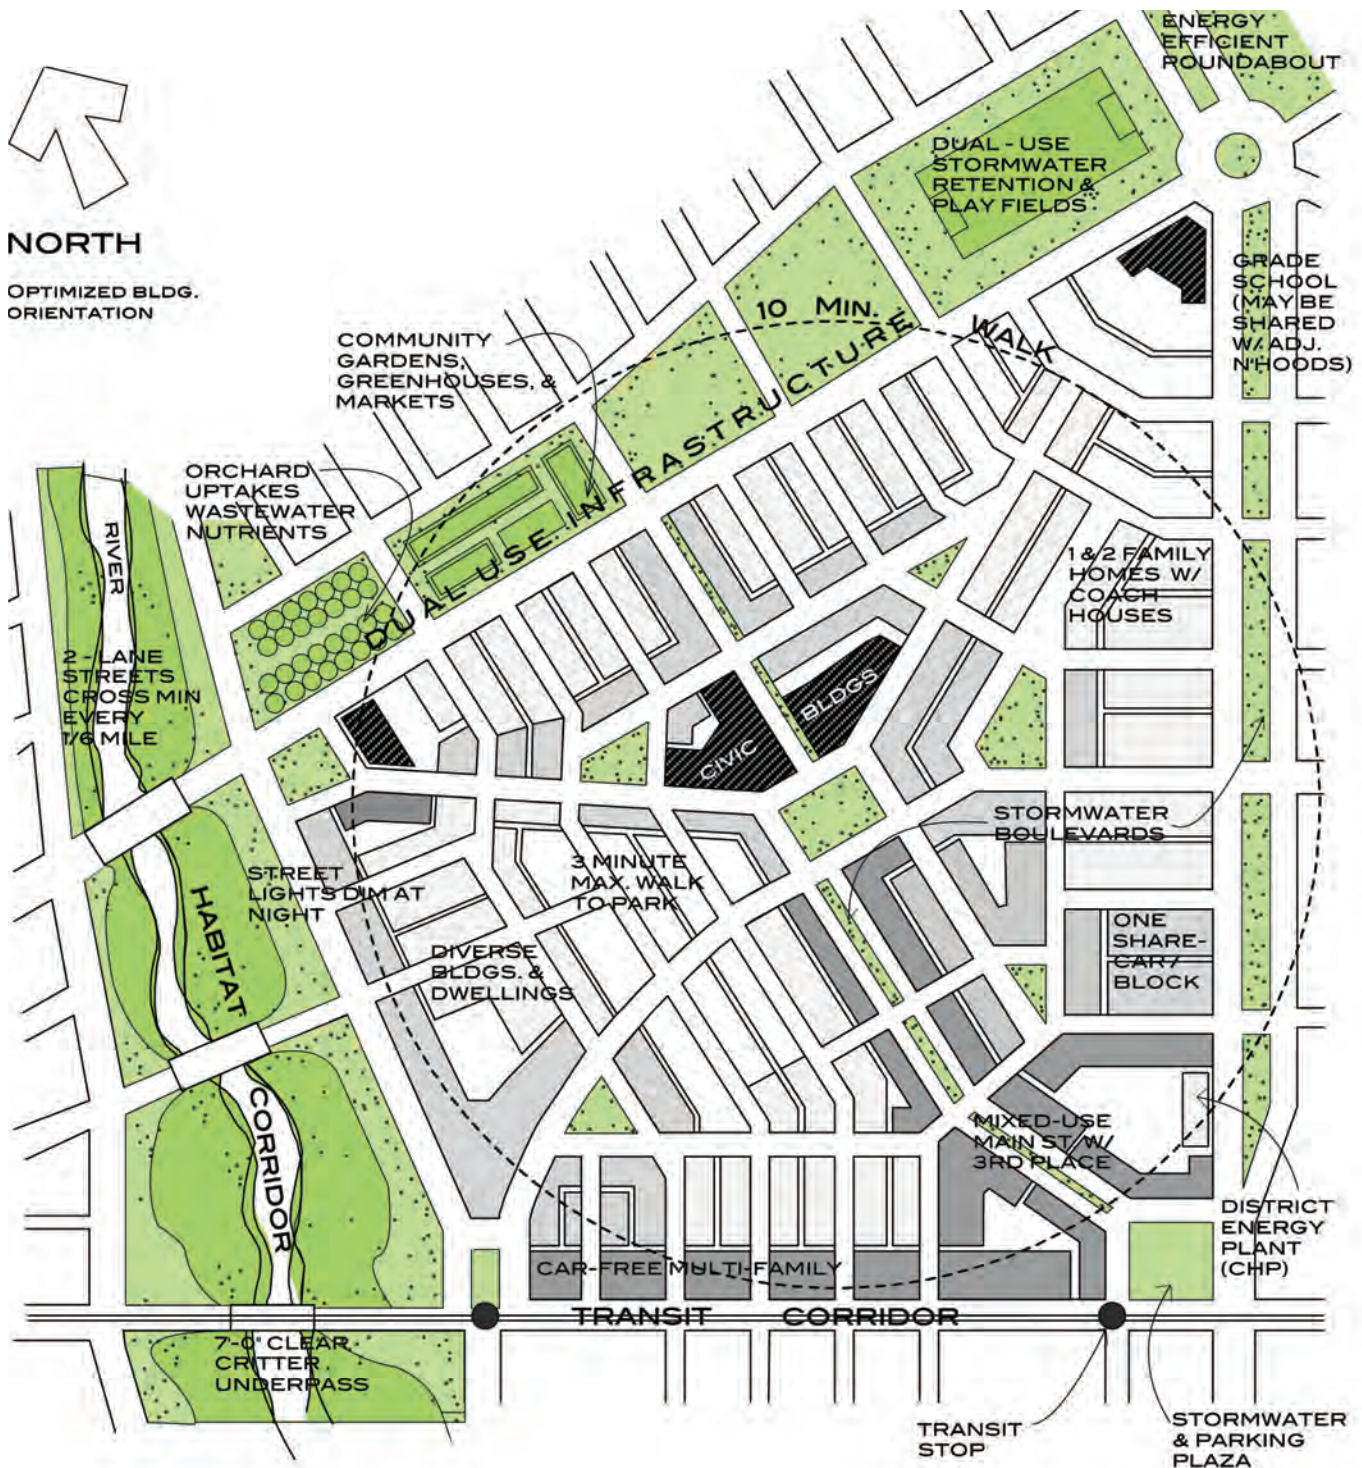 ENERGY
EFFICIENT
ROUNDABOUT
DUAL - USE
STORMWATER
RETENTION &
PLAY FIELDS
NORTH
OPTIMIZED BLDG.
ORIENTATION
GRADE
SCHOOL
(MAY BE
SHARED
W/ ADJ.
N'HOODS)
10 MIN. WALK
COMMUNITY
GARDENS,
GREENHOUSES, &
MARKETS
DUAL USE INFRASTRUCTURE
ORCHARD
UPTAKES
WASTEWATER
NUTRIENTS
RIVER
1 & 2 FAMILY
HOMES W/
COACH
HOUSES
2 - LANE
STREETS
CROSS MIN
EVERY
1/6 MILE
CIVIC BLDGS
STORMWATER
BOULEVARDS
3 MINUTE
MAX. WALK
TO PARK
STREET
LIGHTS DIM AT
NIGHT
HABITAT CORRIDOR
DIVERSE
BLDGS. &
DWELLINGS
ONE
SHARE-
CAR /
BLOCK
MIXED-USE
MAIN ST W/
3RD PLACE
DISTRICT
ENERGY
PLANT
(CHP)
CAR-FREE MULTI-FAMILY
TRANSIT CORRIDOR
7'-0" CLEAR
CRITTER
UNDERPASS
TRANSIT
STOP
STORMWATER
& PARKING
PLAZA